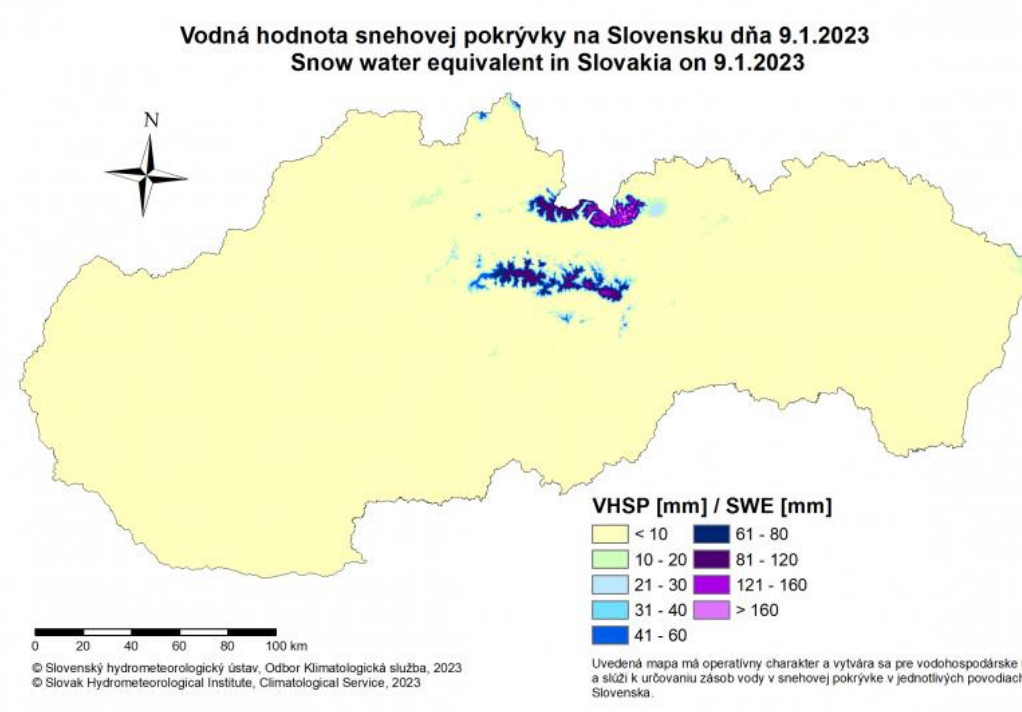 Vodná hodnota snehovej pokrývky na Slovensku dňa 9.1.2023
Snow water equivalent in Slovakia on 9.1.2023
N
VHSP [mm] / SWE [mm]
< 10
10 - 20
21 - 30
31 - 40
41 - 60
61 - 80
81 - 120
121 - 160
> 160
0 20 40 60 80 100 km
© Slovenský hydrometeorologický ústav, Odbor Klimatologická služba, 2023
© Slovak Hydrometeorological Institute, Climatological Service, 2023
Uvedená mapa má operatívny charakter a vytvára sa pre vodohospodárske
a slúži k určovaniu zásob vody v snehovej pokrývke v jednotlivých povodiach
Slovenska.